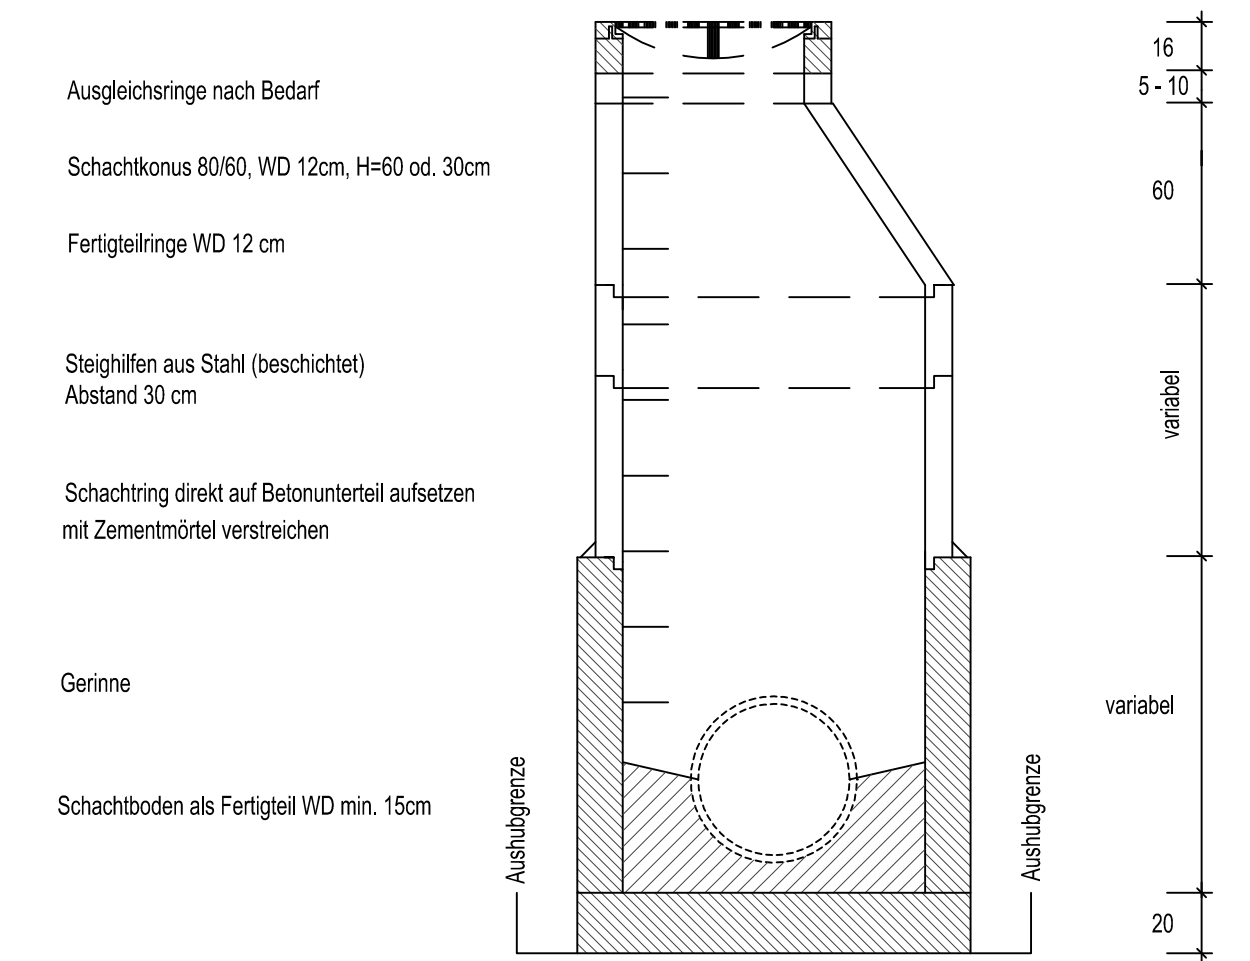 Ausgleichsringe nach Bedarf
Schachtkonus 80/60, WD 12cm, H=60 od. 30cm
Fertigteilringe WD 12 cm
Steighilfen aus Stahl (beschichtet)
Abstand 30 cm
Schachtring direkt auf Betonunterteil aufsetzen
mit Zementmörtel verstreichen
Gerinne
Schachtboden als Fertigteil WD min. 15cm
Aushubgrenze
Aushubgrenze
16
5 - 10
60
variabel
variabel
20